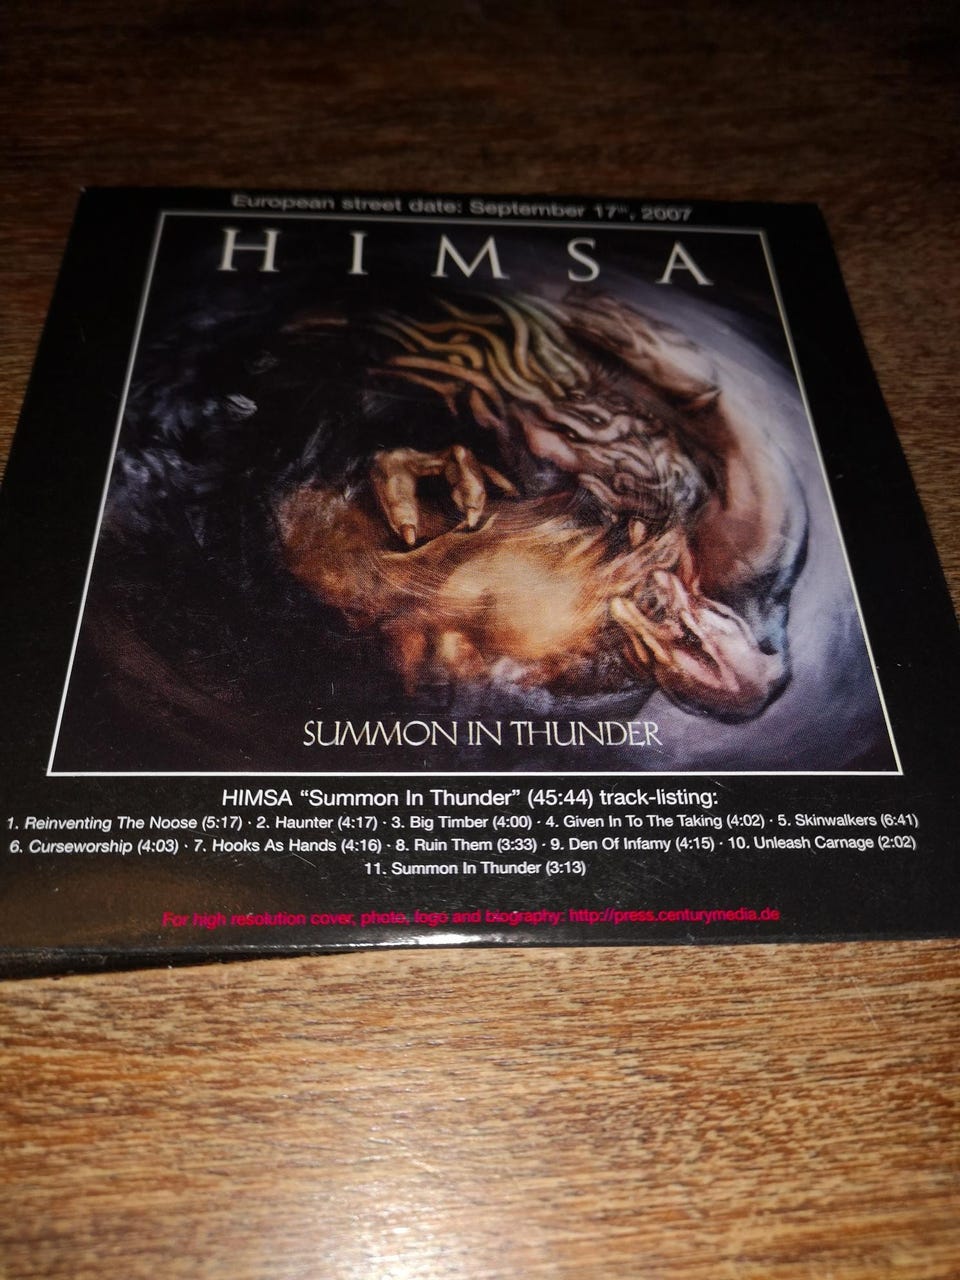 European street date: September 17th, 2007
HIMSA
SUMMON IN THUNDER
HIMSA “Summon In Thunder” (45:44) track-listing:
1. Reinventing The Noose (5:17) · 2. Haunter (4:17) · 3. Big Timber (4:00) · 4. Given In To The Taking (4:02) · 5. Skinwalkers (6:41)
6. Curseworship (4:03) · 7. Hooks As Hands (4:16) · 8. Ruin Them (3:33) · 9. Den Of Infamy (4:15) · 10. Unleash Carnage (2:02)
11. Summon In Thunder (3:13)
For high resolution cover, photo, logo and biography: http://press.centurymedia.de